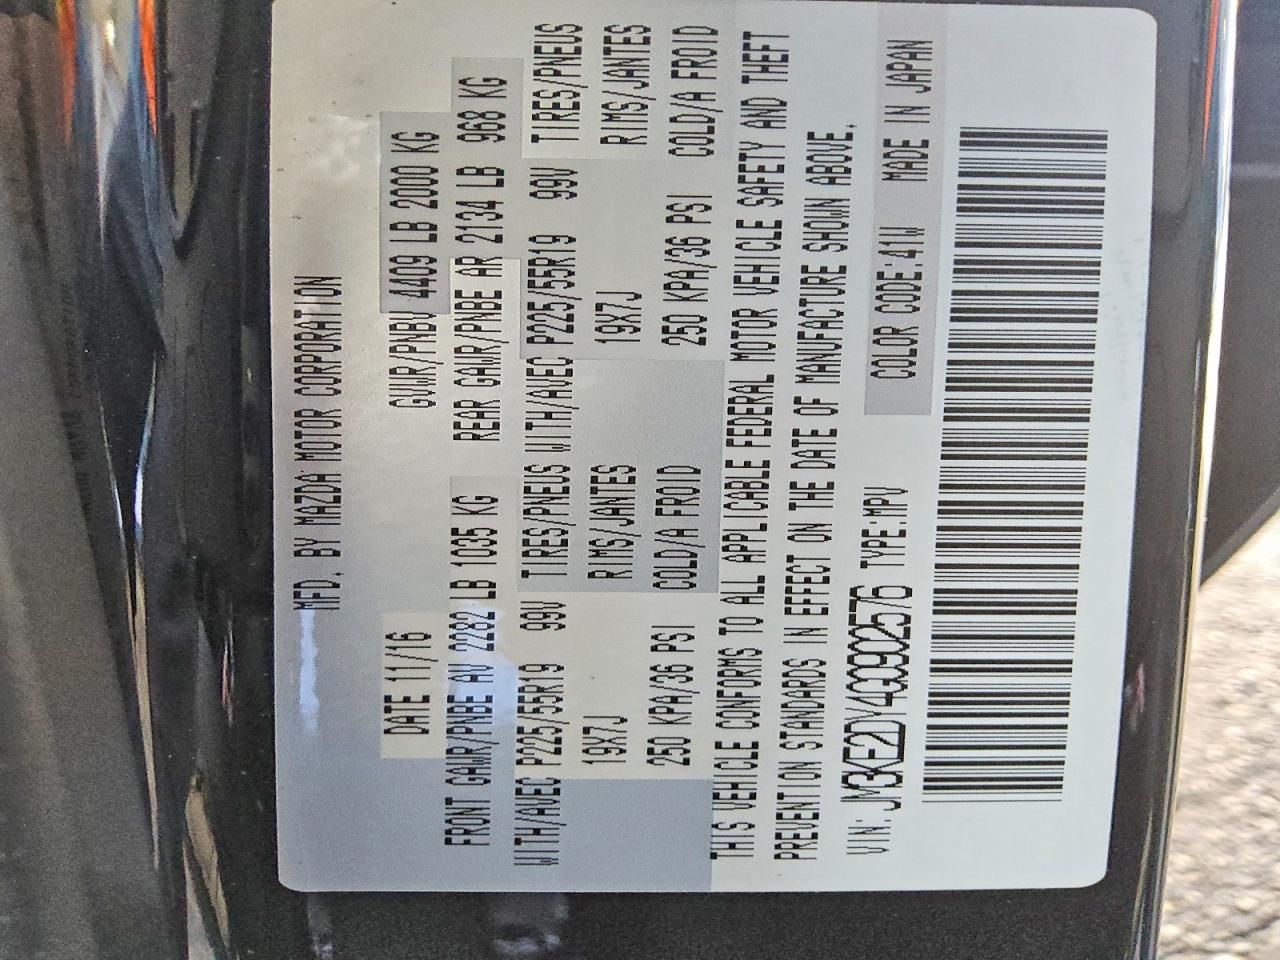 MFD. BY MAZDA MOTOR CORPORATION
DATE 11/16 GVWR/PNBV 4409 LB 2000 KG
FRONT GAWR/PNBE AV 2282 LB 1035 KG REAR GAWR/PNBE AR 2134 LB 968 KG
WITH/AVEC P225/55R19 99V TIRES/PNEUS WITH/AVEC P225/55R19 99V TIRES/PNEUS
19X7J RIMS/JANTES 19X7J RIMS/JANTES
250 KPA/36 PSI COLD/A FROID 250 KPA/36 PSI COLD/A FROID
THIS VEHICLE CONFORMS TO ALL APPLICABLE FEDERAL MOTOR VEHICLE SAFETY AND THEFT
PREVENTION STANDARDS IN EFFECT ON THE DATE OF MANUFACTURE SHOWN ABOVE.
VIN: JM3KE2DY4G0902576 TYPE:MPV COLOR CODE:41W MADE IN JAPAN